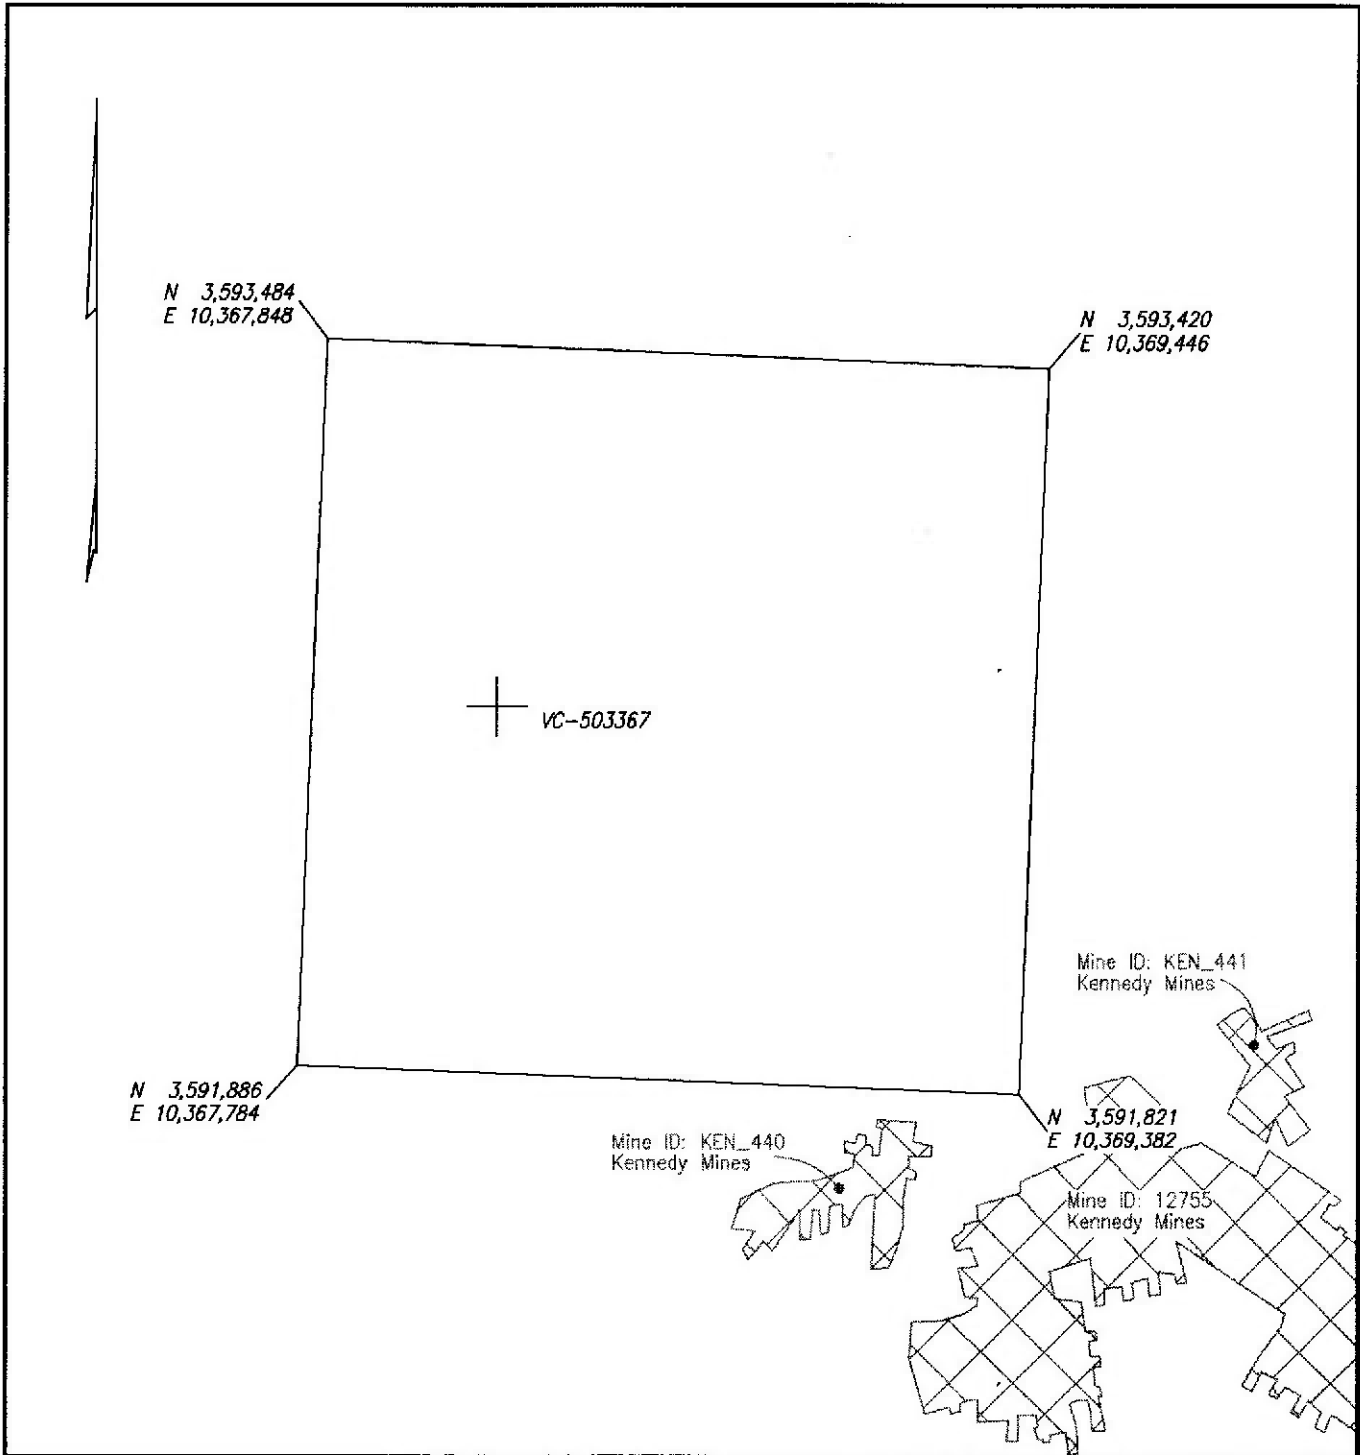 N 3,593,484
E 10,367,848
N 3,593,420
E 10,369,446
VC-503367
Mine ID: KEN_441
Kennedy Mines
N 3,591,886
E 10,367,784
N 3,591,821
E 10,369,382
Mine ID: KEN_440
Kennedy Mines
Mine ID: 12755
Kennedy Mines